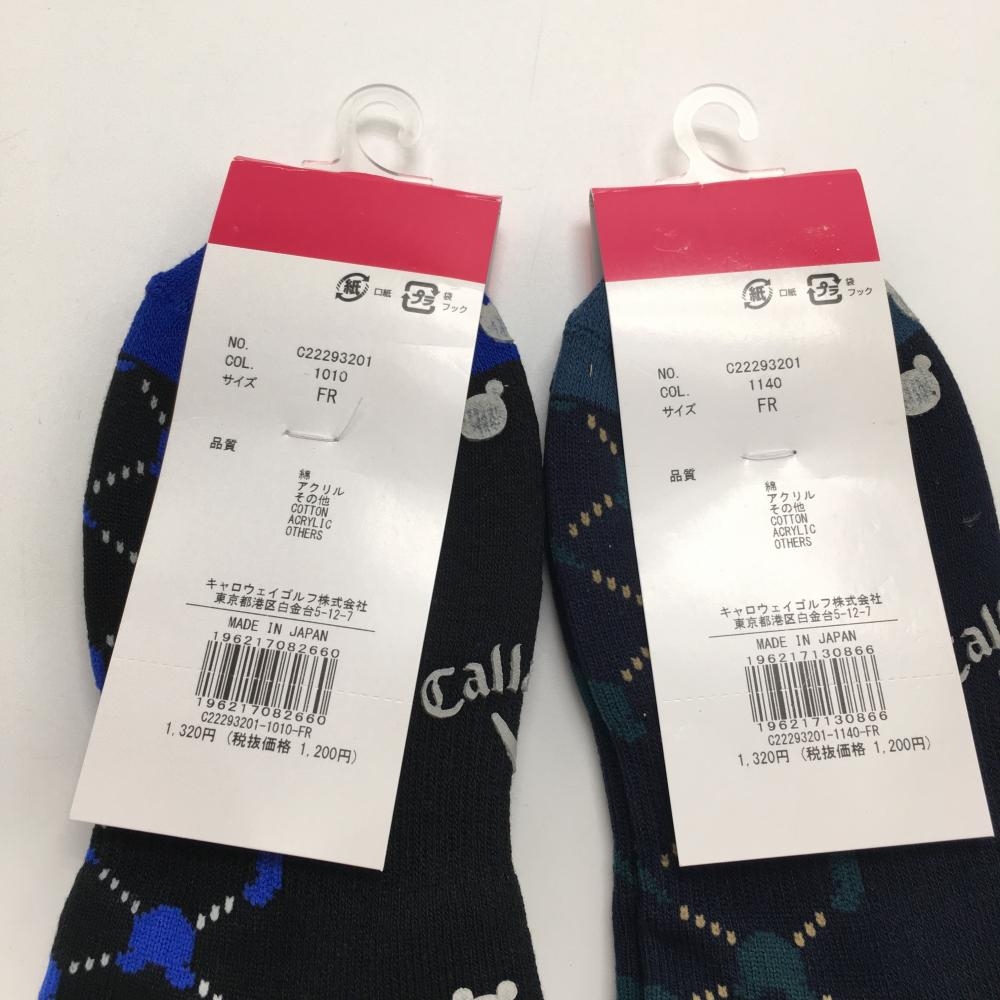 紙 口紙 プラ 袋
フック
NO. C22293201
COL. 1010
サイズ FR
品質
綿
アクリル
その他
COTTON
ACRYLIC
OTHERS
キャロウェイゴルフ株式会社
東京都港区白金台5-12-7
MADE IN JAPAN
196217082660
196217082660
C22293201-1010-FR
1,320円 (税抜価格 1,200円)
紙 口紙 プラ 袋
フック
NO. C22293201
COL. 1140
サイズ FR
品質
綿
アクリル
その他
COTTON
ACRYLIC
OTHERS
キャロウェイゴルフ株式会社
東京都港区白金台5-12-7
MADE IN JAPAN
196217130866
196217130866
C22293201-1140-FR
1,320円 (税抜価格 1,200円)